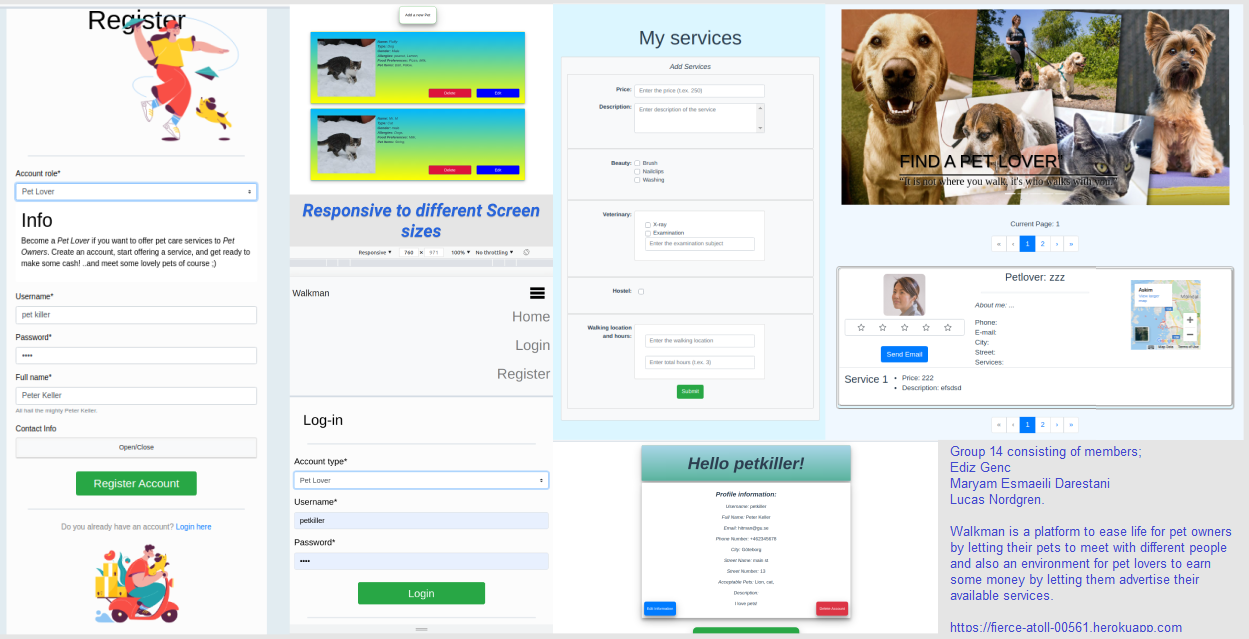 Register
Account role*
Pet Lover
Info
Become a Pet Lover if you want to offer pet care services to Pet
Owners. Create an account, start offering a service, and get ready to
make some cash! ..and meet some lovely pets of course ;)
Username*
pet killer
Password*
••••
Full name*
Peter Keller
All hail the mighty Peter Keller.
Contact Info
Open/Close
Register Account
Do you already have an account? Login here
Add a new Pet
Delete
Edit
Delete
Edit
Responsive to different Screen
sizes
Responsive ▾ 760 × 971 100% ▾ No throttling ▾
Walkman
Home
Login
Register
Log-in
Account type*
Pet Lover
Username*
petkiller
Password*
••••
Login
My services
Add Services
Price: Enter the price (t.ex. 250)
Description: Enter description of the service
Beauty: Brush
Nailclips
Washing
Veterinary:
X-ray
Examination
Enter the examination subject
Hostel:
Walking location
and hours:
Enter the walking location
Enter total hours (t.ex. 3)
Submit
Hello petkiller!
Profile information:
Username: petkiller
Full Name: Peter Keller
Email: hitman@gu.se
Phone Number: +462345678
City: Goteborg
Street Name: main st
Street Number: 13
Acceptable Pets: Lion, cat,
Description:
I love pets!
Edit information
Delete Account
FIND A PET LOVER"
"It is not where you walk, it's who walks with you."
Current Page: 1
« ‹ 1 2 › »
Petlover: zzz
About me: ...
Phone:
E-mail:
City:
Street:
Services:
Send Email
Askim
+
−
Service 1
• Price: 222
• Description: efsdsd
« ‹ 1 2 › »
Group 14 consisting of members;
Ediz Genc
Maryam Esmaeili Darestani
Lucas Nordgren.
Walkman is a platform to ease life for pet owners
by letting their pets to meet with different people
and also an environment for pet lovers to earn
some money by letting them advertise their
available services.
https://fierce-atoll-00561.herokuapp.com